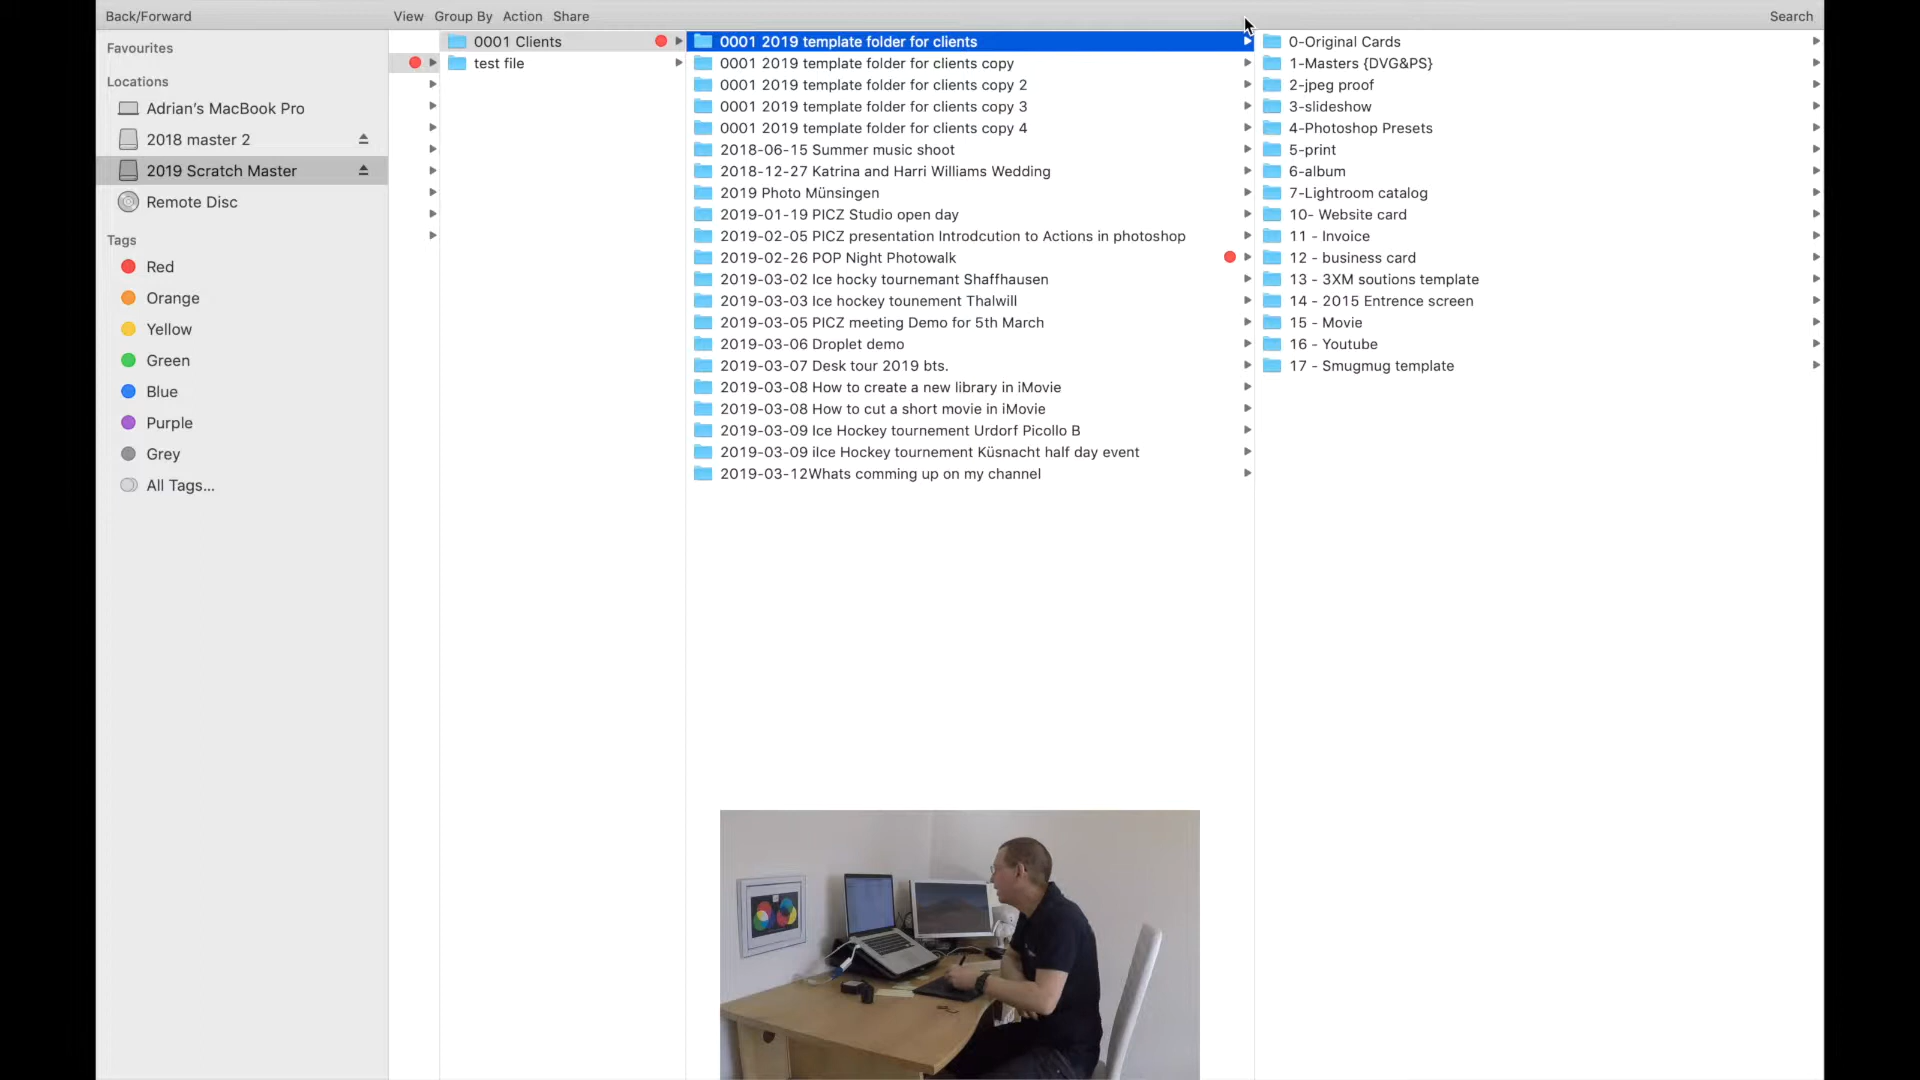 Back/Forward
View
Group By
Action
Share
Search
Favourites
Locations
Adrian’s MacBook Pro
2018 master 2
2019 Scratch Master
Remote Disc
Tags
Red
Orange
Yellow
Green
Blue
Purple
Grey
All Tags...
0001 Clients
test file
0001 2019 template folder for clients
0001 2019 template folder for clients copy
0001 2019 template folder for clients copy 2
0001 2019 template folder for clients copy 3
0001 2019 template folder for clients copy 4
2018-06-15 Summer music shoot
2018-12-27 Katrina and Harri Williams Wedding
2019 Photo Münsingen
2019-01-19 PICZ Studio open day
2019-02-05 PICZ presentation Introdcution to Actions in photoshop
2019-02-26 POP Night Photowalk
2019-03-02 Ice hocky tournemant Shaffhausen
2019-03-03 Ice hockey tounement Thalwill
2019-03-05 PICZ meeting Demo for 5th March
2019-03-06 Droplet demo
2019-03-07 Desk tour 2019 bts.
2019-03-08 How to create a new library in iMovie
2019-03-08 How to cut a short movie in iMovie
2019-03-09 Ice Hockey tournement Urdorf Picollo B
2019-03-09 iIce Hockey tournement Küsnacht half day event
2019-03-12Whats comming up on my channel
0-Original Cards
1-Masters {DVG&PS}
2-jpeg proof
3-slideshow
4-Photoshop Presets
5-print
6-album
7-Lightroom catalog
10- Website card
11 - Invoice
12 - business card
13 - 3XM soutions template
14 - 2015 Entrence screen
15 - Movie
16 - Youtube
17 - Smugmug template